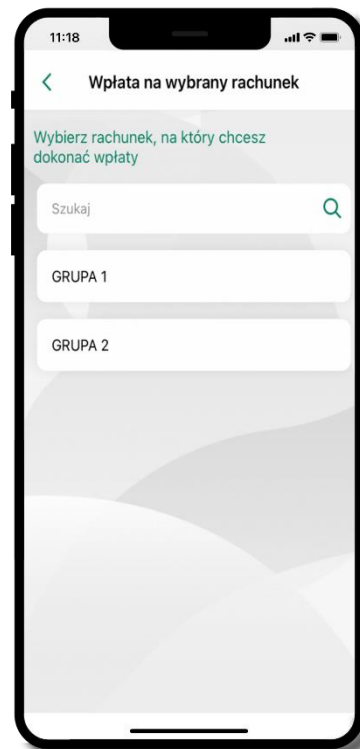 11:18
Wpłata na wybrany rachunek
Wybierz rachunek, na który chcesz
dokonać wpłaty
Szukaj
GRUPA 1
GRUPA 2